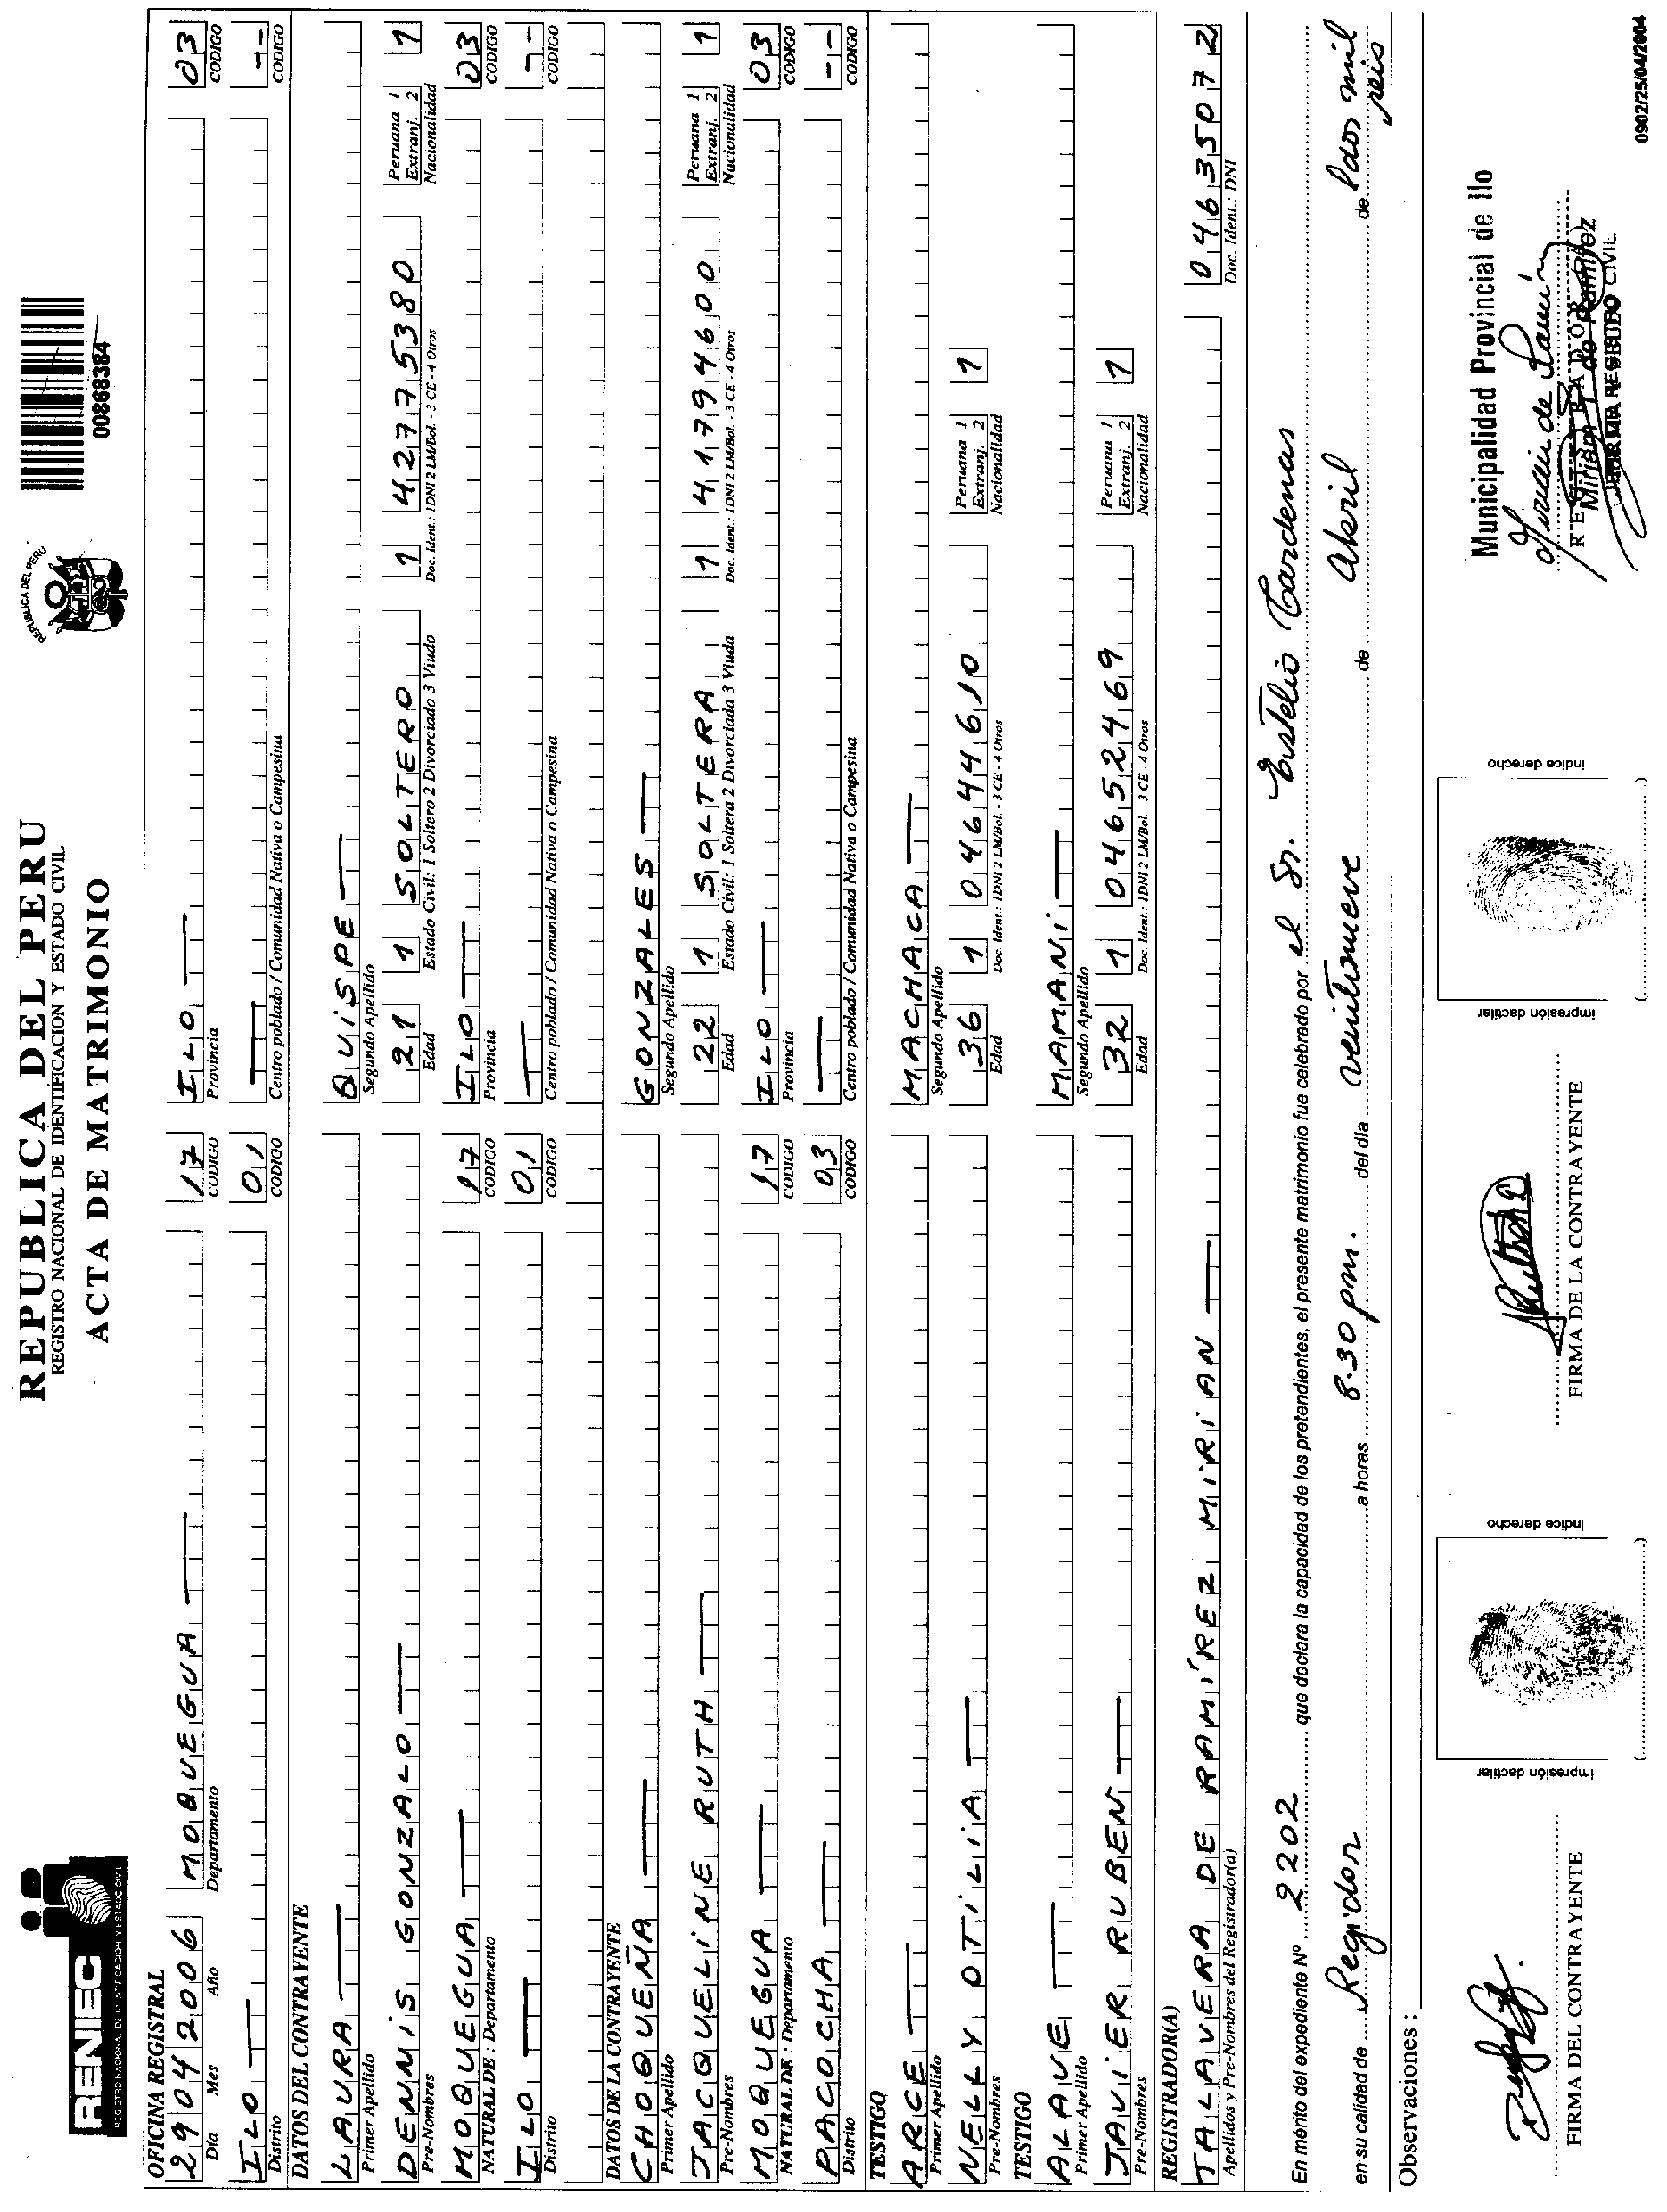 RENIEC
REGISTRO NACIONAL DE IDENTIFICACION Y ESTADO CIVIL
REPUBLICA DEL PERU
REGISTRO NACIONAL DE IDENTIFICACION Y ESTADO CIVIL
ACTA DE MATRIMONIO
REPUBLICA DEL PERU
00868384
OFICINA REGISTRAL
29 04 2006 MOQUEGUA 17 ILO 03
Día Mes Año Departamento CODIGO Provincia CODIGO
ILO 01 --
Distrito CODIGO Centro poblado / Comunidad Nativa o Campesina CODIGO
DATOS DEL CONTRAYENTE
LAURA QUISPE
Primer Apellido Segundo Apellido
DENNIS GONZALO 21 1 SOLTERO 1 42775380 Peruana 1 Extranj. 2 1
Pre-Nombres Edad Estado Civil: 1 Soltero 2 Divorciado 3 Viudo Doc. Ident.: 1DNI 2 LM/Bol. - 3 CE - 4 Otros Nacionalidad
MOQUEGUA 17 ILO 03
NATURAL DE : Departamento CODIGO Provincia CODIGO
ILO 01 --
Distrito CODIGO Centro poblado / Comunidad Nativa o Campesina CODIGO
DATOS DE LA CONTRAYENTE
CHOQUEÑA GONZALES
Primer Apellido Segundo Apellido
JACQUELINE RUTH 22 1 SOLTERA 1 41794600 Peruana 1 Extranj. 2 1
Pre-Nombres Edad Estado Civil: 1 Soltera 2 Divorciada 3 Viuda Doc. Ident.: 1DNI 2 LM/Bol. - 3 CE - 4 Otros Nacionalidad
MOQUEGUA 17 ILO 03
NATURAL DE : Departamento CODIGO Provincia CODIGO
PACOCHA 03 --
Distrito CODIGO Centro poblado / Comunidad Nativa o Campesina CODIGO
TESTIGO
ARCE MACHACA
Primer Apellido Segundo Apellido
NELLY OTILIA 36 1 04644610 Peruana 1 Extranj. 2 1
Pre-Nombres Edad Doc. Ident.: 1DNI 2 LM/Bol. - 3 CE - 4 Otros Nacionalidad
TESTIGO
ALAVE MAMANI
Primer Apellido Segundo Apellido
JAVIER RUBEN 32 1 04652469 Peruana 1 Extranj. 2 1
Pre-Nombres Edad Doc. Ident.: 1DNI 2 LM/Bol. 3 CE - 4 Otros Nacionalidad
REGISTRADOR(A)
TALAVERA DE RAMÍREZ MIRIAN 04635072
Apellidos y Pre-Nombres del Registrador(a) Doc. Ident.: DNI
En mérito del expediente Nº 2202 que declara la capacidad de los pretendientes, el presente matrimonio fue celebrado por el Sr. Eustelio Cardenas
en su calidad de Regidor a horas 8.30 pm. del día veintinueve de Abril de dos mil seis
Observaciones :
FIRMA DEL CONTRAYENTE
impresión dactilar
indice derecho
FIRMA DE LA CONTRAYENTE
impresión dactilar
indice derecho
Municipalidad Provincial de Ilo
REGISTRADOR
0902/25/04/2004